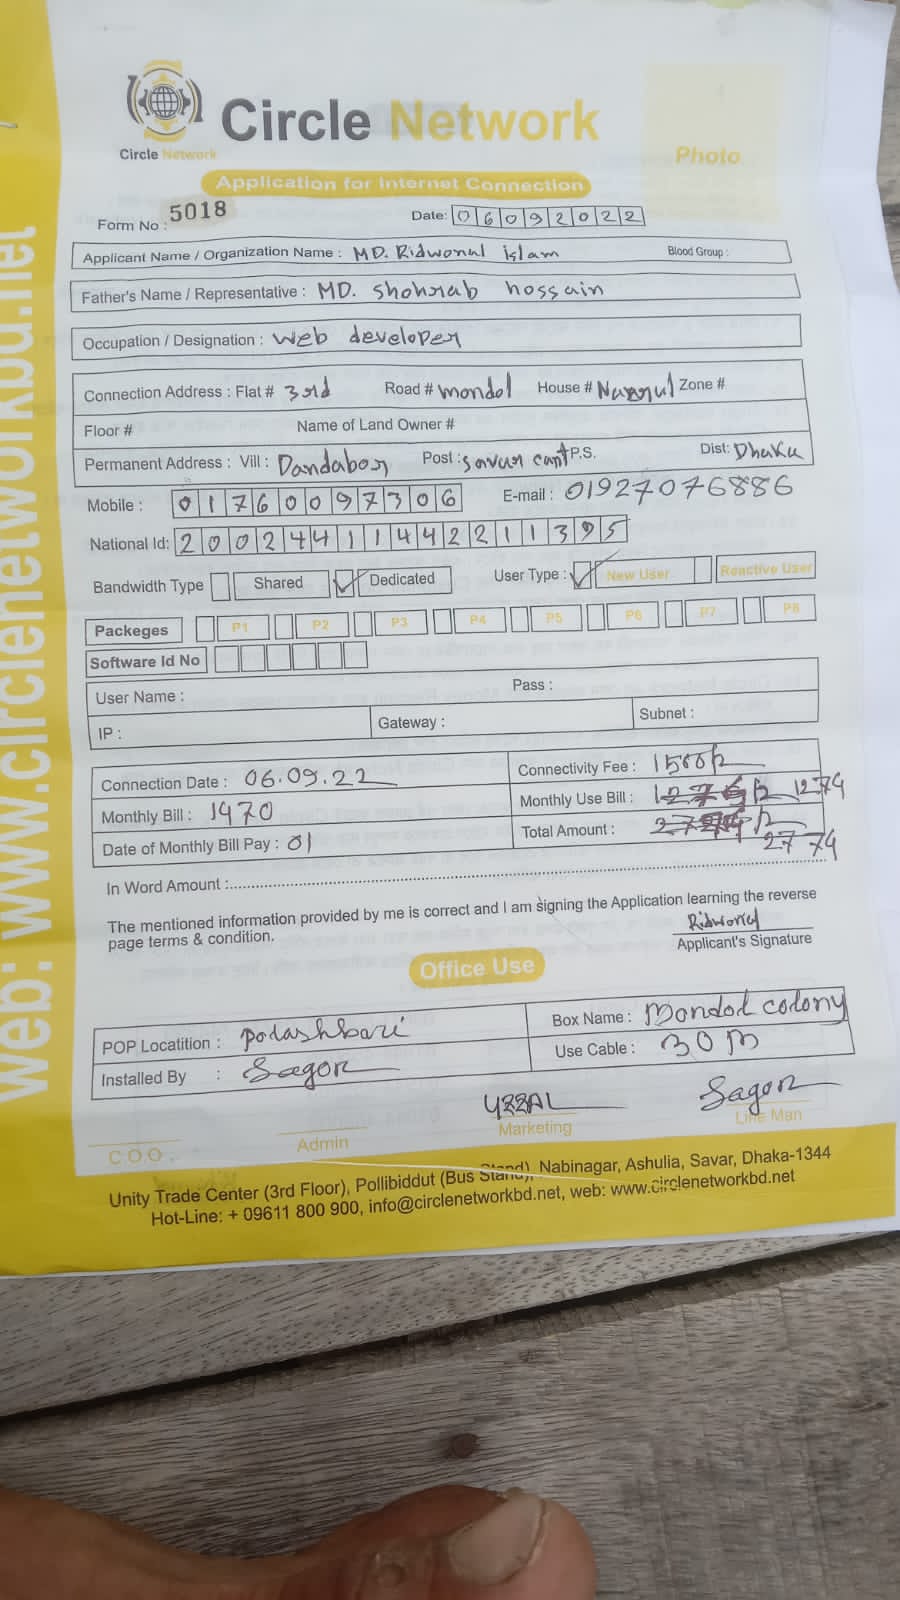 Circle Network
Circle Network
Photo
Application for Internet Connection
Form No : 5018
Date: 06092022
Applicant Name / Organization Name : MD. Ridwonal islam Blood Group :
Father's Name / Representative : MD. shohrab hossain
Occupation / Designation : web developer
Connection Address : Flat # 3rd Road # mondol House # Nazrul Zone #
Floor # Name of Land Owner #
Permanent Address : Vill : Dandabor Post : savar cant P.S. Dist: Dhaka
Mobile : 01760097306 E-mail : 01927076886
National Id: 20024411442211395
Bandwidth Type Shared Dedicated User Type : New User Reactive User
Packeges P1 P2 P3 P4 P5 P6 P7 P8
Software Id No
User Name : Pass :
IP : Gateway : Subnet :
Connection Date : 06.09.22 Connectivity Fee : 1500/=
Monthly Bill : 1470 Monthly Use Bill : 1274
Date of Monthly Bill Pay : 01 Total Amount : 2774
In Word Amount :
The mentioned information provided by me is correct and I am signing the Application learning the reverse
page terms & condition.
Ridwonal
Applicant's Signature
Office Use
POP Locatition : polashbari Box Name : Mondol colony
Installed By : Sagor Use Cable : 30 m
UZZAL Sagor
C.O.O. Admin Marketing Line Man
Unity Trade Center (3rd Floor), Pollibiddut (Bus Stand), Nabinagar, Ashulia, Savar, Dhaka-1344
Hot-Line: + 09611 800 900, info@circlenetworkbd.net, web: www.circlenetworkbd.net
web: www.circlenetworkbd.net